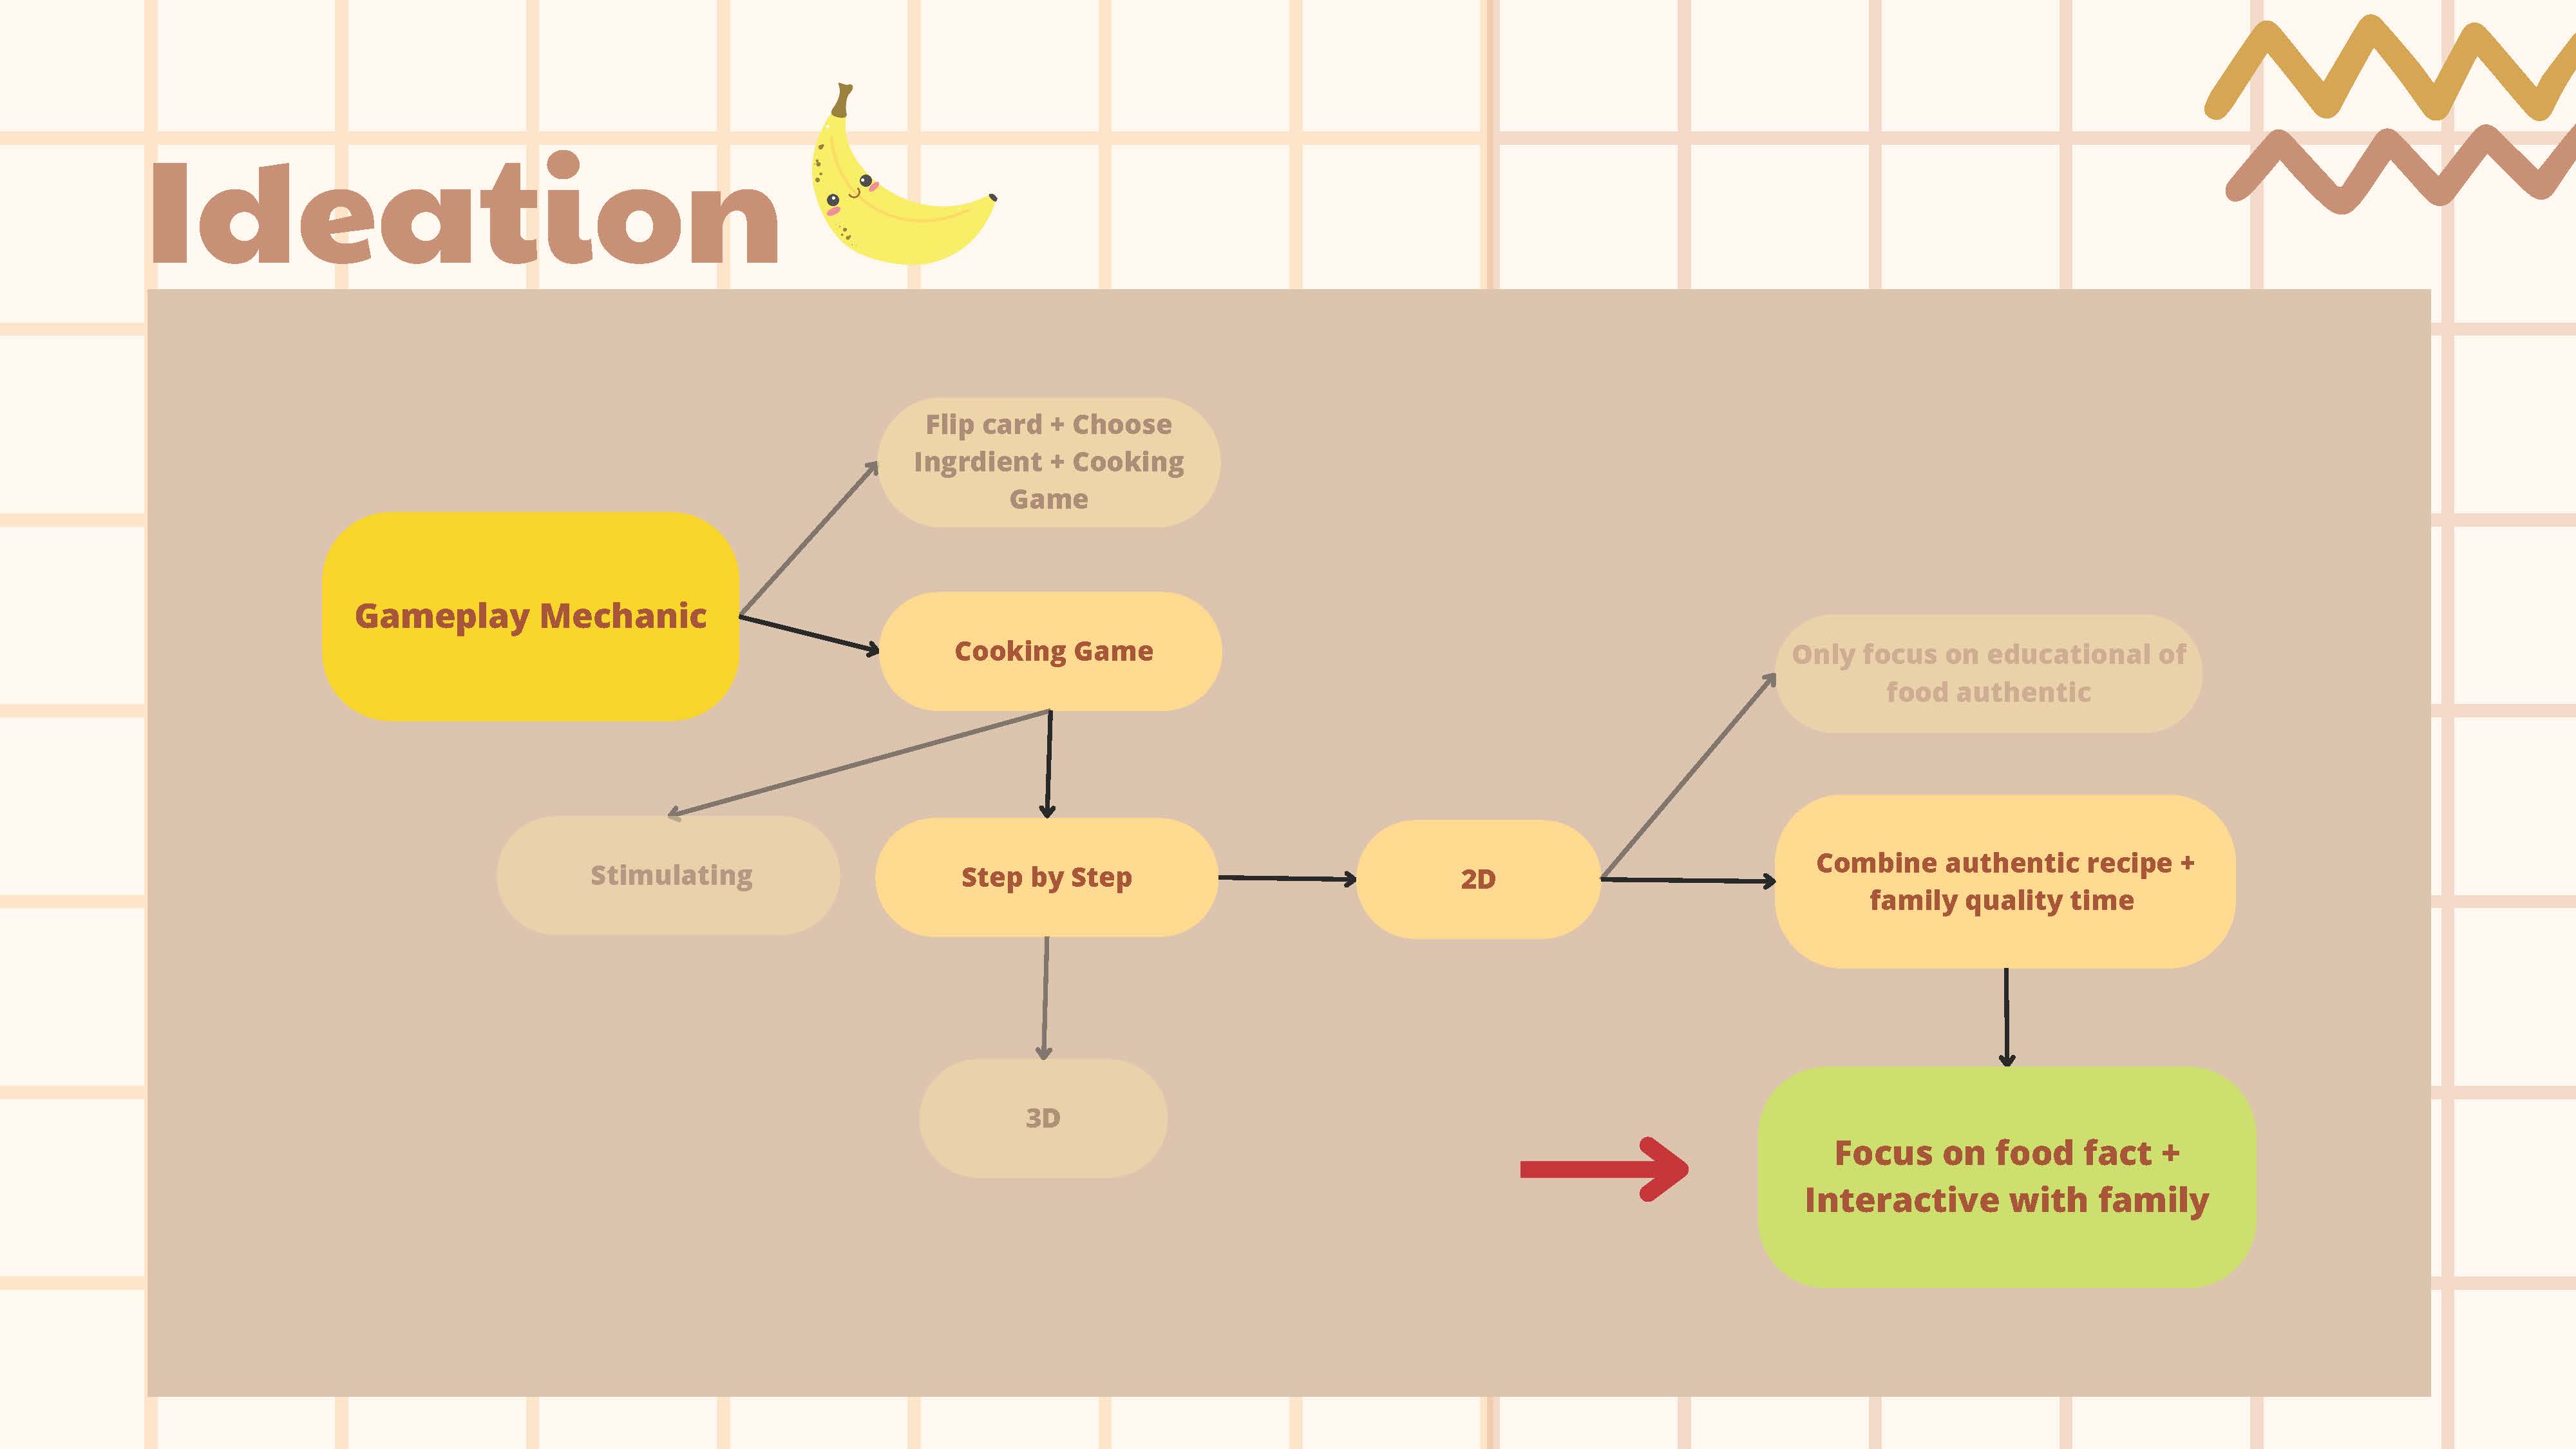 Ideation
Flip card + Choose
Ingrdient + Cooking
Game
Gameplay Mechanic
Cooking Game
Only focus on educational of
food authentic
Stimulating
Step by Step
2D
Combine authentic recipe +
family quality time
3D
Focus on food fact +
Interactive with family